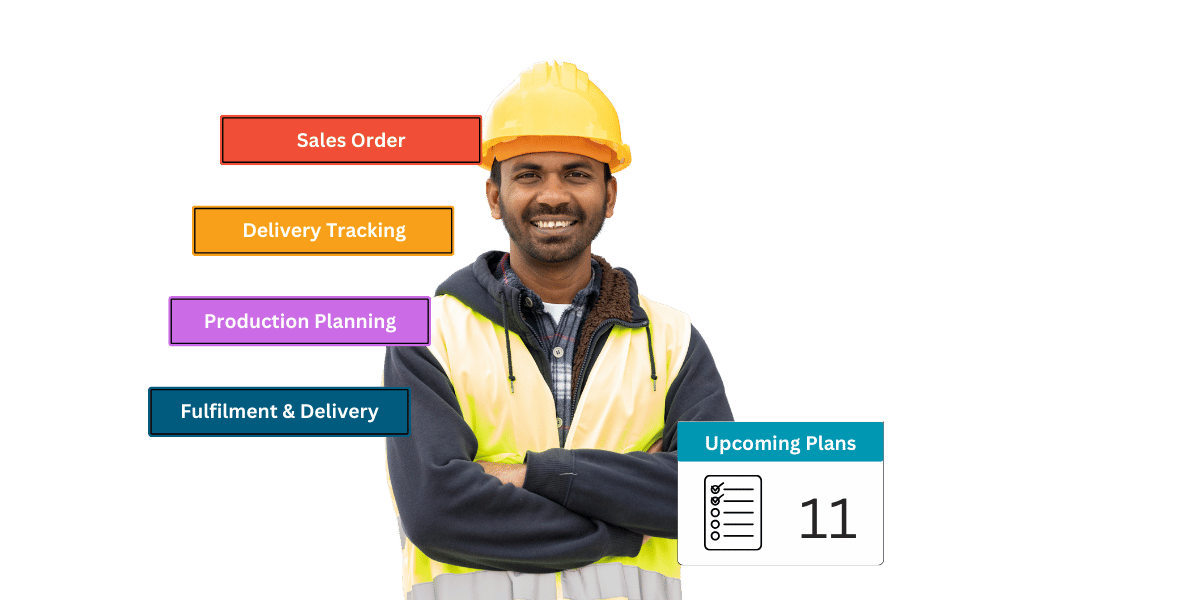 Sales Order
Delivery Tracking
Production Planning
Fulfilment & Delivery
Upcoming Plans
11